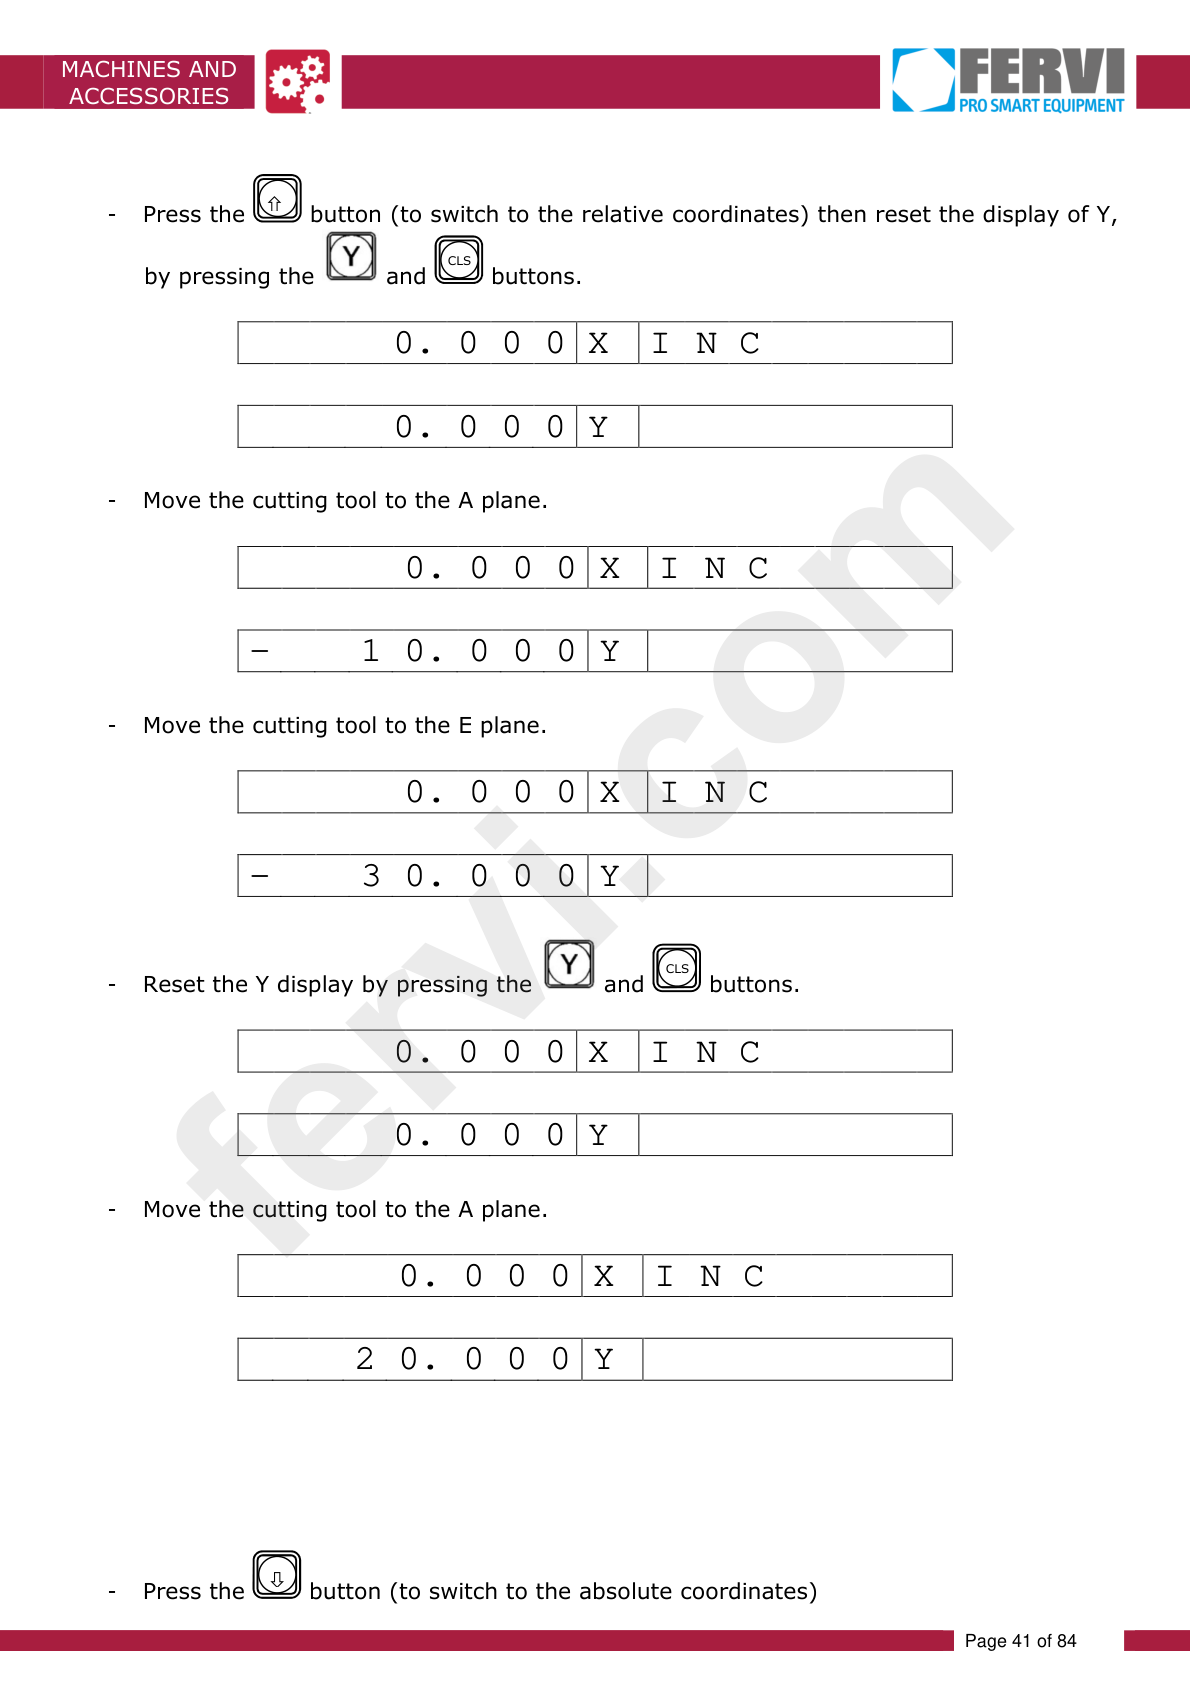 MACHINES AND
ACCESSORIES
FERVI
PRO SMART EQUIPMENT
- Press the ⇧ button (to switch to the relative coordinates) then reset the display of Y,
by pressing the Y and CLS buttons.
0. 0 0 0 X I N C
0. 0 0 0 Y
- Move the cutting tool to the A plane.
0. 0 0 0 X I N C
- 1 0. 0 0 0 Y
- Move the cutting tool to the E plane.
0. 0 0 0 X I N C
- 3 0. 0 0 0 Y
- Reset the Y display by pressing the Y and CLS buttons.
0. 0 0 0 X I N C
0. 0 0 0 Y
- Move the cutting tool to the A plane.
0. 0 0 0 X I N C
2 0. 0 0 0 Y
- Press the ⇩ button (to switch to the absolute coordinates)
Page 41 of 84
fervi.com